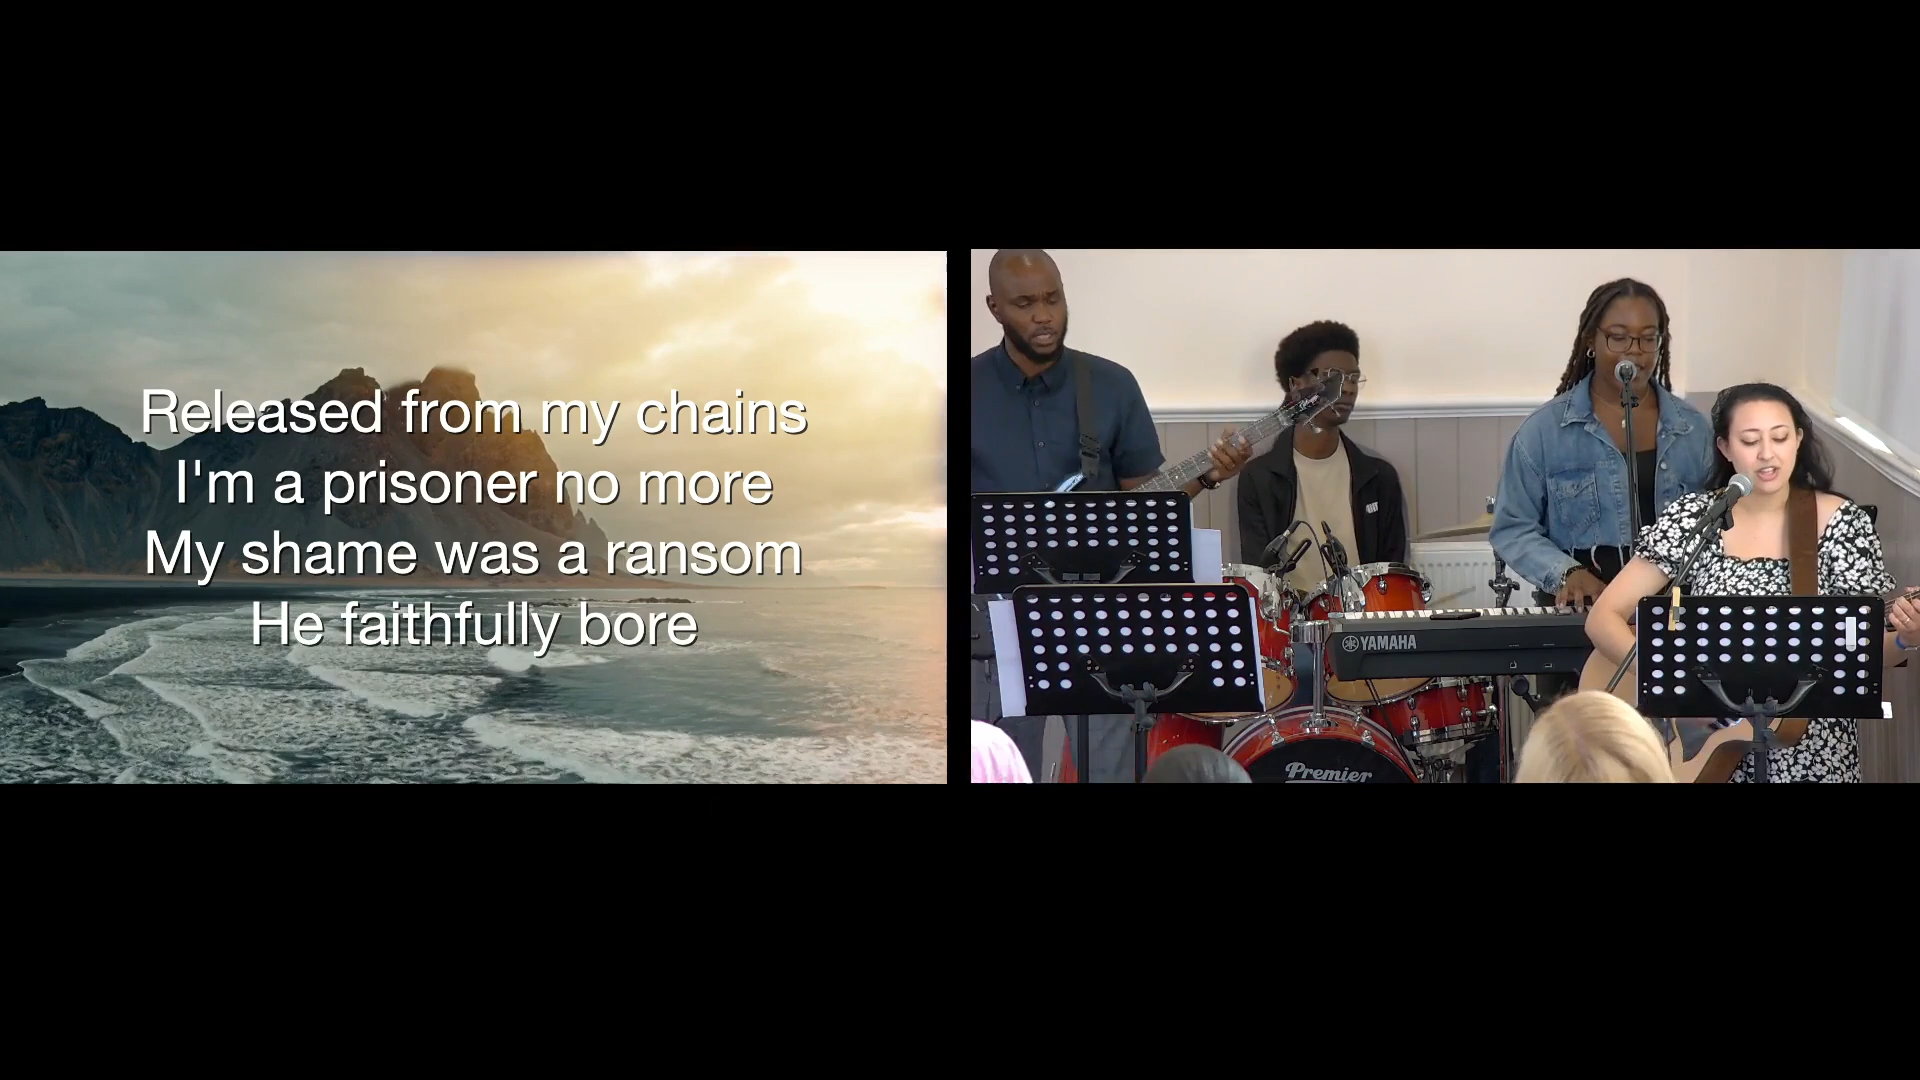 Released from my chains
I'm a prisoner no more
My shame was a ransom
He faithfully bore
YAMAHA
Premier